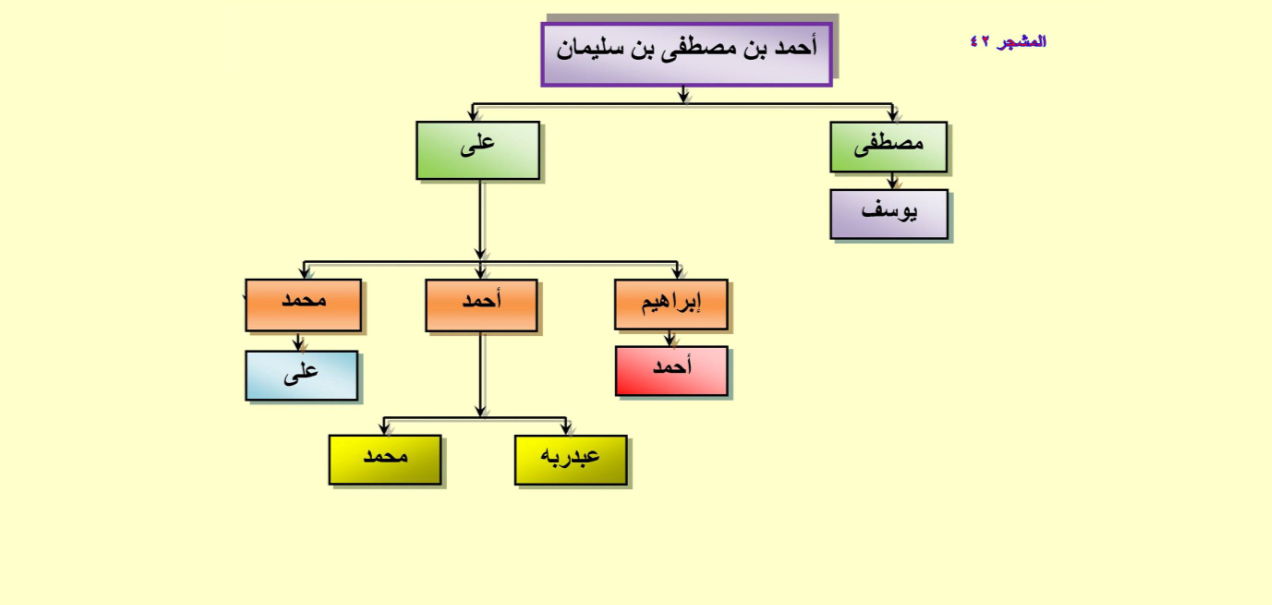 المشجر ٤٢
أحمد بن مصطفى بن سليمان
مصطفى
على
يوسف
إبراهيم
أحمد
محمد
أحمد
على
عبدربه
محمد